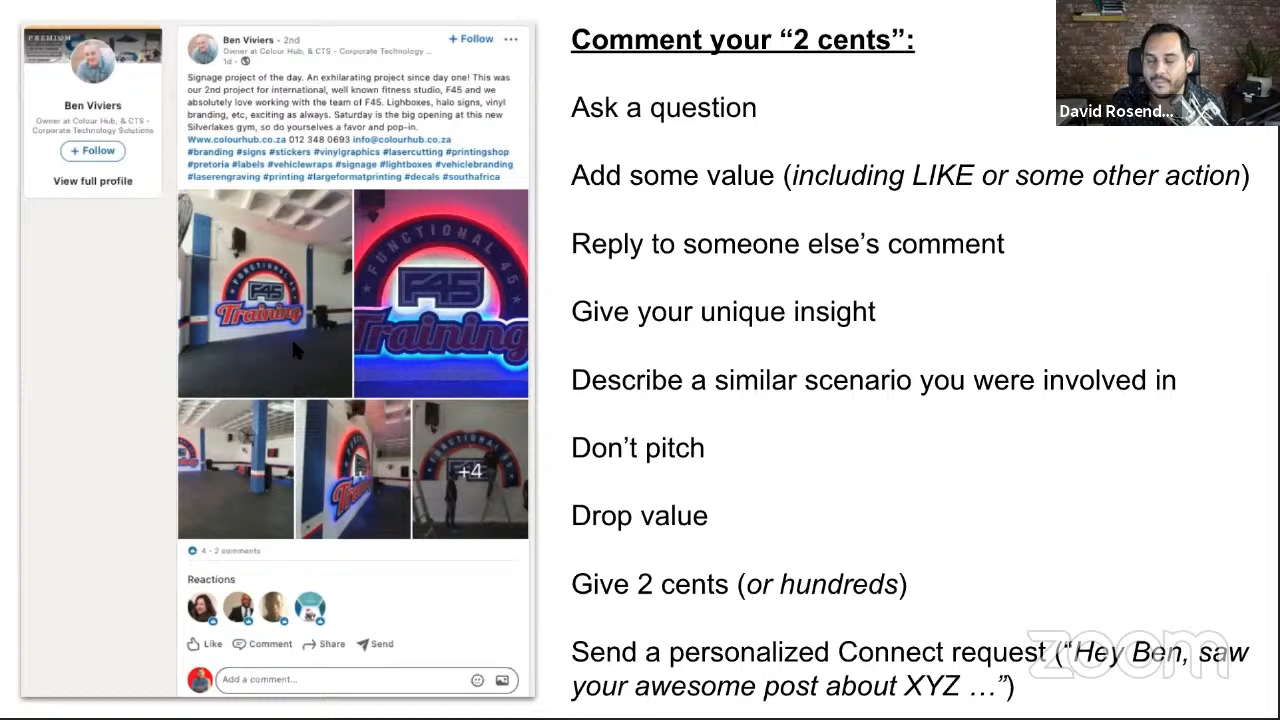 PREMIUM
Ben Viviers
Owner at Colour Hub, & CTS -
Corporate Technology Solutions
+ Follow
View full profile
Ben Viviers · 2nd
Owner at Colour Hub, & CTS - Corporate Technology ...
1d ·
+ Follow
Signage project of the day. An exhilarating project since day one! This was
our 2nd project for international, well known fitness studio, F45 and we
absolutely love working with the team of F45. Lighboxes, halo signs, vinyl
branding, etc, exciting as always. Saturday is the big opening at this new
Silverlakes gym, so do yourselves a favor and pop-in.
Www.colourhub.co.za 012 348 0693 info@colourhub.co.za
#branding #signs #stickers #vinylgraphics #lasercutting #printingshop
#pretoria #labels #vehiclewraps #signage #lightboxes #vehiclebranding
#laserengraving #printing #largeformatprinting #decals #southafrica
FUNCTIONAL 45
F45
Training
FUNCTIONAL 45
F45
Training
+4
4 · 2 comments
Reactions
Like
Comment
Share
Send
Add a comment...
Comment your “2 cents”:
Ask a question
Add some value (including LIKE or some other action)
Reply to someone else’s comment
Give your unique insight
Describe a similar scenario you were involved in
Don’t pitch
Drop value
Give 2 cents (or hundreds)
Send a personalized Connect request (“Hey Ben, saw
your awesome post about XYZ …”)
David Rosend...
zoom